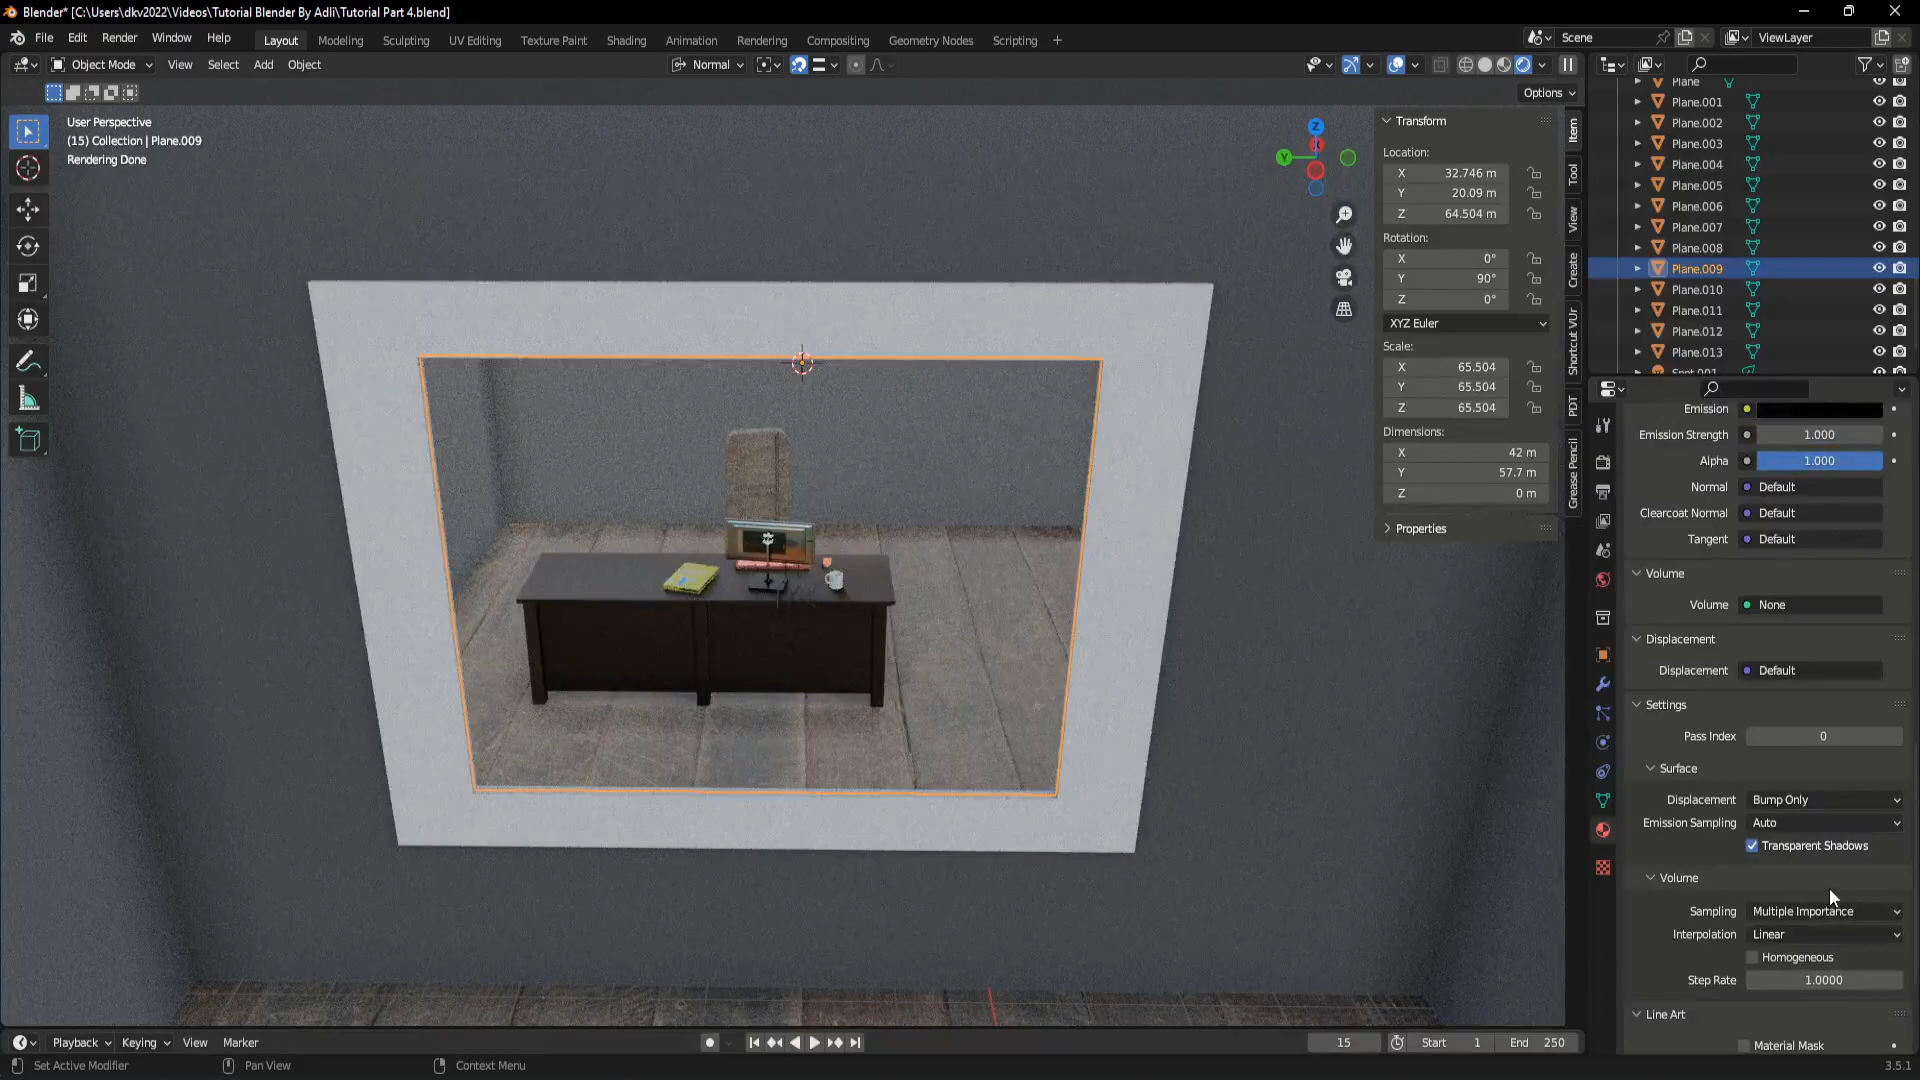 Blender* [C:\Users\dkv2022\Videos\Tutorial Blender By Adli\Tutorial Part 4.blend]
File Edit Render Window Help Layout Modeling Sculpting UV Editing Texture Paint Shading Animation Rendering Compositing Geometry Nodes Scripting + Scene ViewLayer
Object Mode View Select Add Object Normal
Options
User Perspective
(15) Collection | Plane.009
Rendering Done
Z
Y
X
Transform
Location:
X 32.746 m
Y 20.09 m
Z 64.504 m
Rotation:
X 0°
Y 90°
Z 0°
XYZ Euler
Scale:
X 65.504
Y 65.504
Z 65.504
Dimensions:
X 42 m
Y 57.7 m
Z 0 m
Properties
Item
Tool
View
Create
Shortcut VUr
PDT
Grease Pencil
Plane
Plane.001
Plane.002
Plane.003
Plane.004
Plane.005
Plane.006
Plane.007
Plane.008
Plane.009
Plane.010
Plane.011
Plane.012
Plane.013
Spot.001
Emission
Emission Strength 1.000
Alpha 1.000
Normal Default
Clearcoat Normal Default
Tangent Default
Volume
Volume None
Displacement
Displacement Default
Settings
Pass Index 0
Surface
Displacement Bump Only
Emission Sampling Auto
Transparent Shadows
Volume
Sampling Multiple Importance
Interpolation Linear
Homogeneous
Step Rate 1.0000
Line Art
Material Mask
Playback Keying View Marker 15 Start 1 End 250
Set Active Modifier Pan View Context Menu 3.5.1